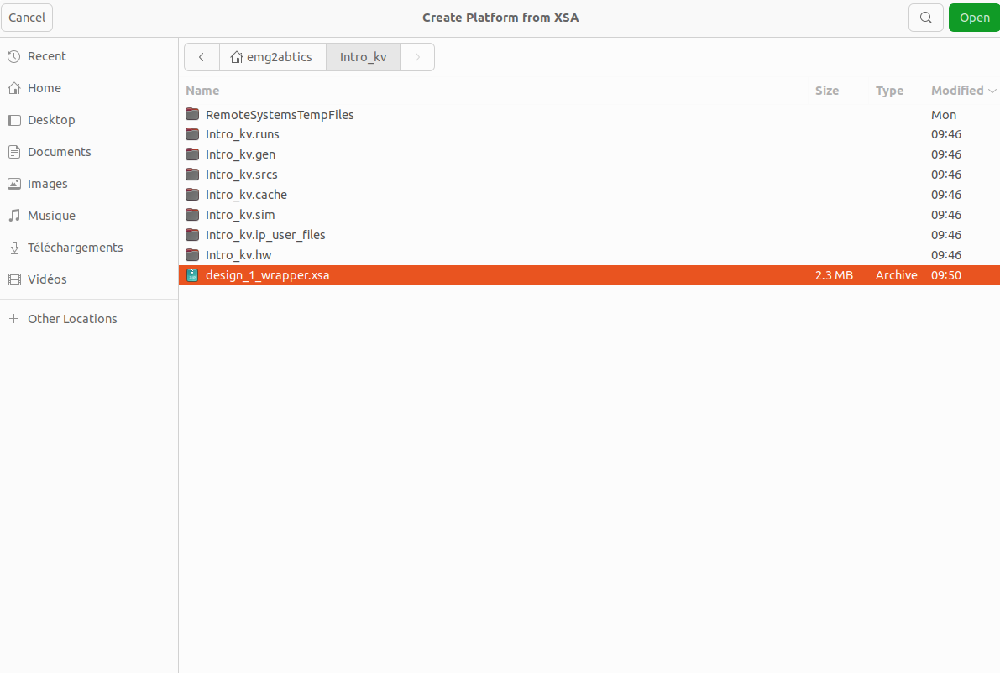 Cancel Create Platform from XSA Open
Recent
Home
Desktop
Documents
Images
Musique
Téléchargements
Vidéos
Other Locations
emg2abtics Intro_kv
Name Size Type Modified
RemoteSystemsTempFiles Mon
Intro_kv.runs 09:46
Intro_kv.gen 09:46
Intro_kv.srcs 09:46
Intro_kv.cache 09:46
Intro_kv.sim 09:46
Intro_kv.ip_user_files 09:46
Intro_kv.hw 09:46
design_1_wrapper.xsa 2.3 MB Archive 09:50